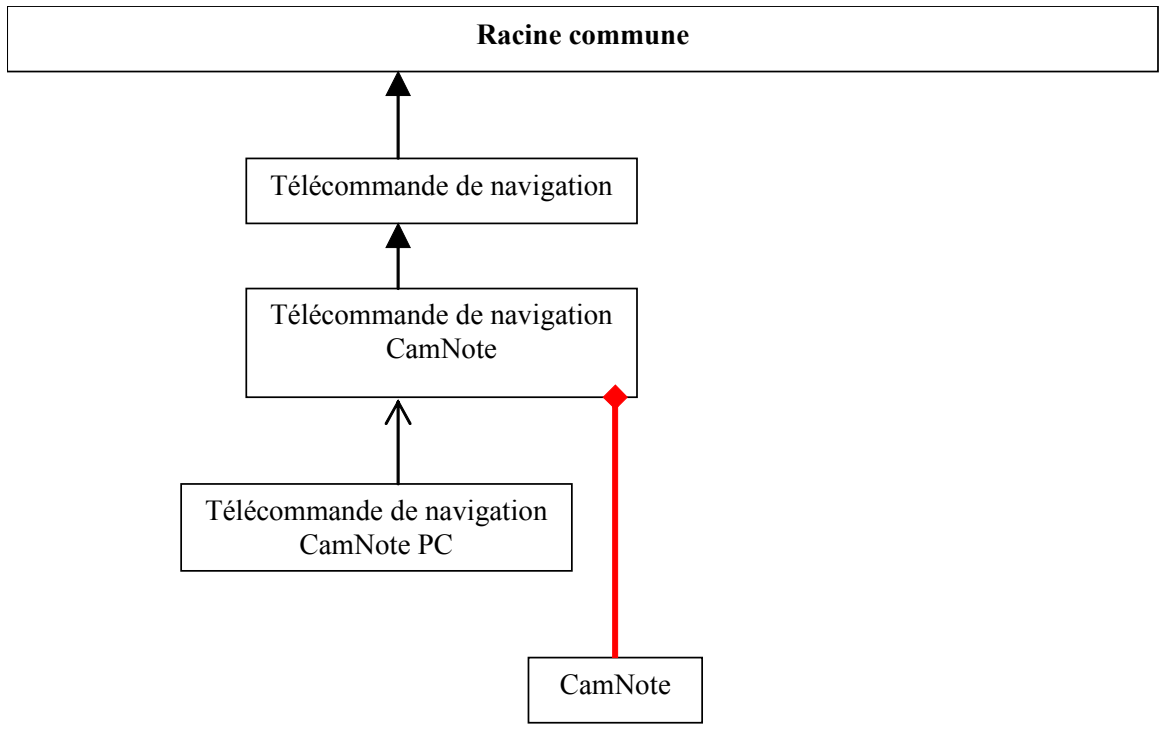 Racine commune
Télécommande de navigation
Télécommande de navigation
CamNote
Télécommande de navigation
CamNote PC
CamNote